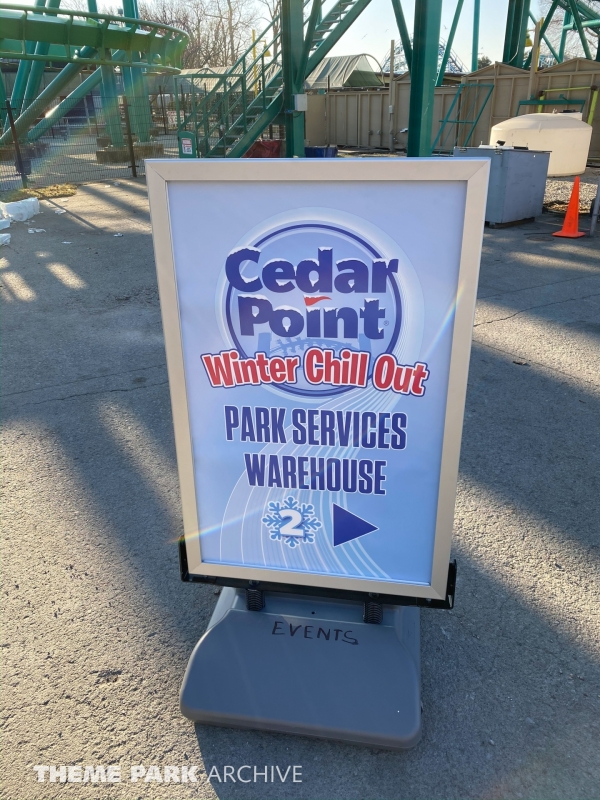 Cedar
Point
Winter Chill Out
PARK SERVICES
WAREHOUSE
2
EVENTS
THEME PARK ARCHIVE